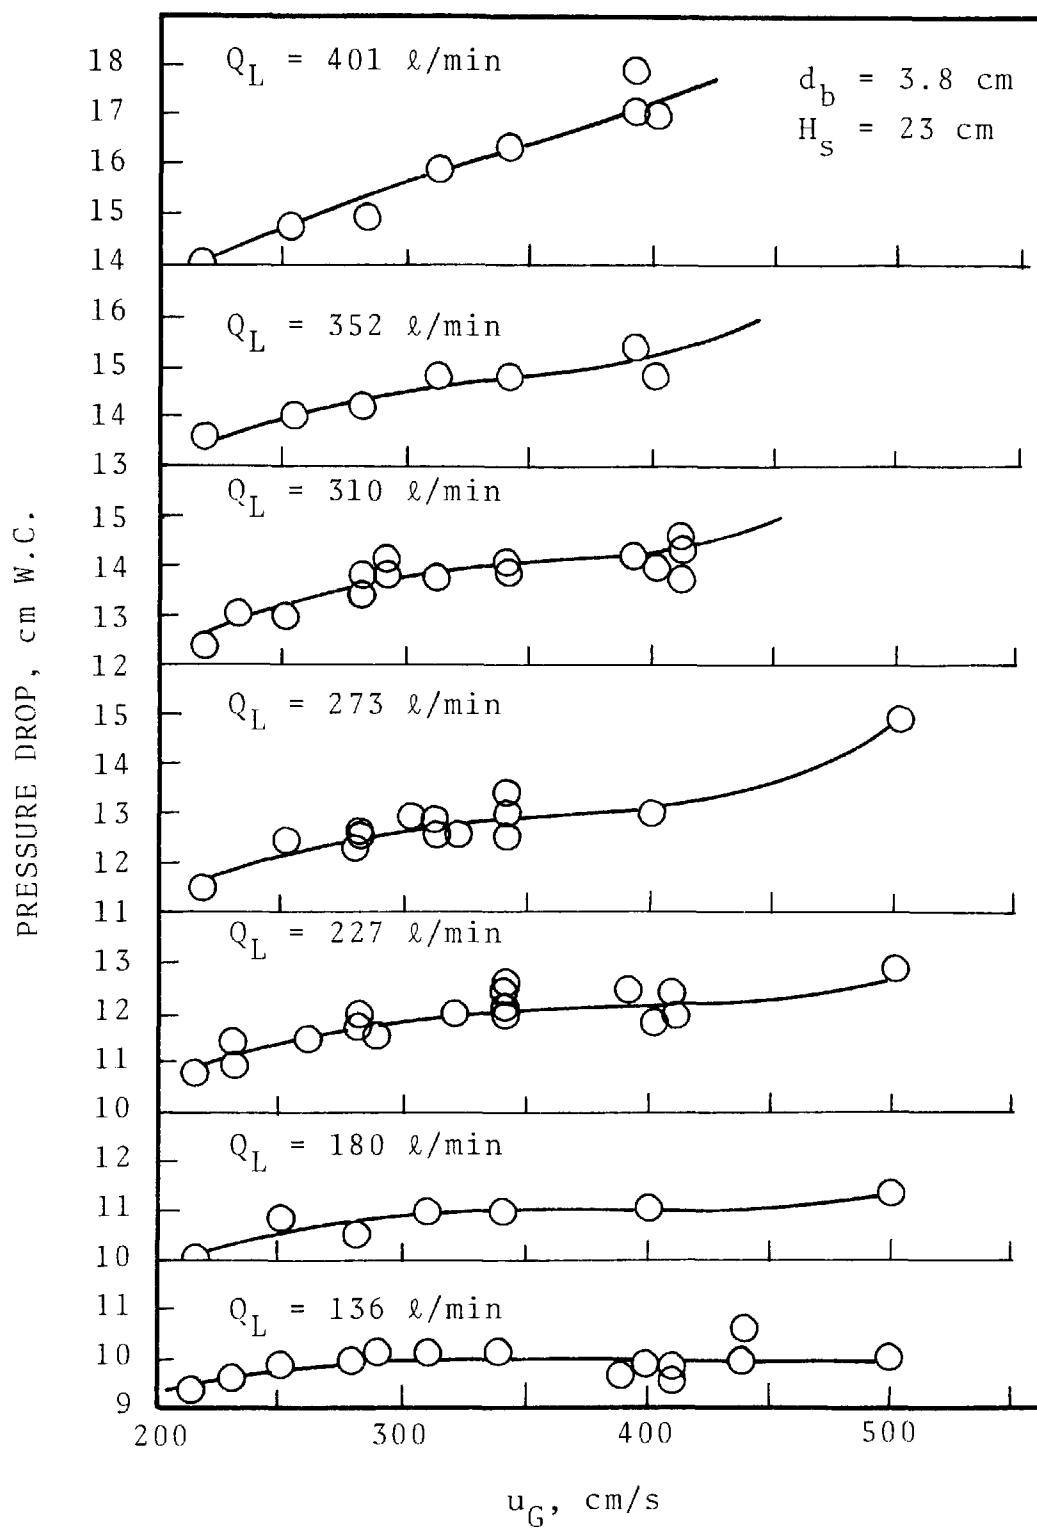 Q_L = 401 ℓ/min
d_b = 3.8 cm
H_s = 23 cm
18
17
16
15
14
Q_L = 352 ℓ/min
16
15
14
13
Q_L = 310 ℓ/min
15
14
13
12
Q_L = 273 ℓ/min
15
14
13
12
11
Q_L = 227 ℓ/min
13
12
11
10
Q_L = 180 ℓ/min
12
11
10
Q_L = 136 ℓ/min
11
10
9
200 300 400 500
u_G, cm/s
PRESSURE DROP, cm W.C.